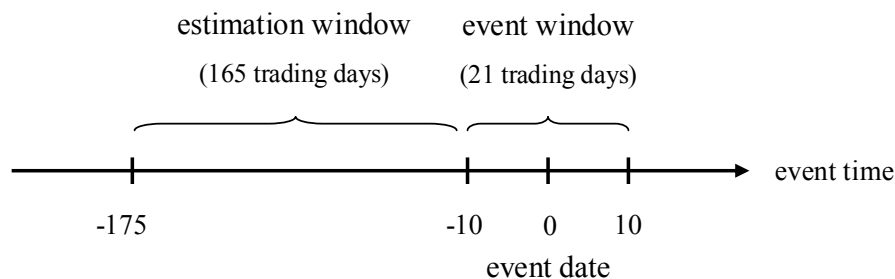 estimation window event window
(165 trading days) (21 trading days)
event time
-175 -10 0 10
event date